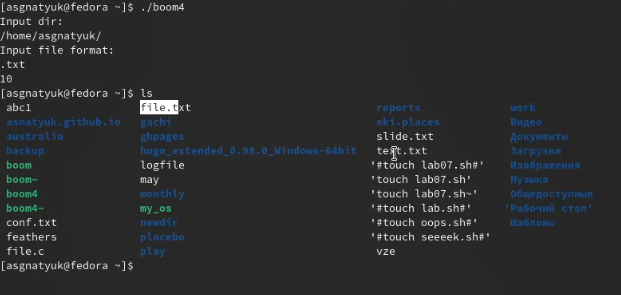 [asgnatyuk@fedora ~]$ ./boom4
Input dir:
/home/asgnatyuk/
Input file format:
.txt
10
[asgnatyuk@fedora ~]$ ls
abc1 file.txt reports work
asnatyuk.github.io gachi ski.places Видео
australia ghpages slide.txt Документы
backup hugo_extended_0.98.0_Windows-64bit text.txt Загрузки
boom logfile '#touch lab07.sh#' Изображения
boom~ may 'touch lab07.sh' Музыка
boom4 monthly 'touch lab07.sh~' Общедоступные
boom4~ my_os '#touch lab.sh#' 'Рабочий стол'
conf.txt newdir '#touch oops.sh#' Шаблоны
feathers placebo '#touch seeeek.sh#'
file.c play vze
[asgnatyuk@fedora ~]$